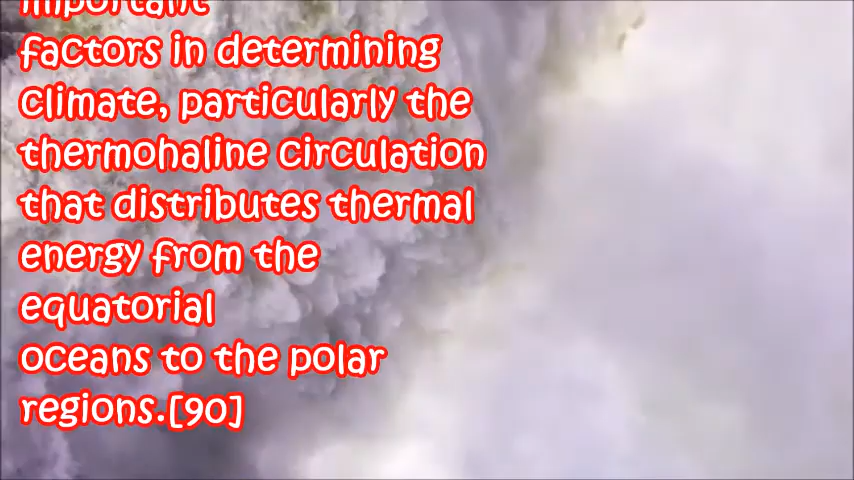 important
factors in determining
climate, particularly the
thermohaline circulation
that distributes thermal
energy from the
equatorial
oceans to the polar
regions.[90]